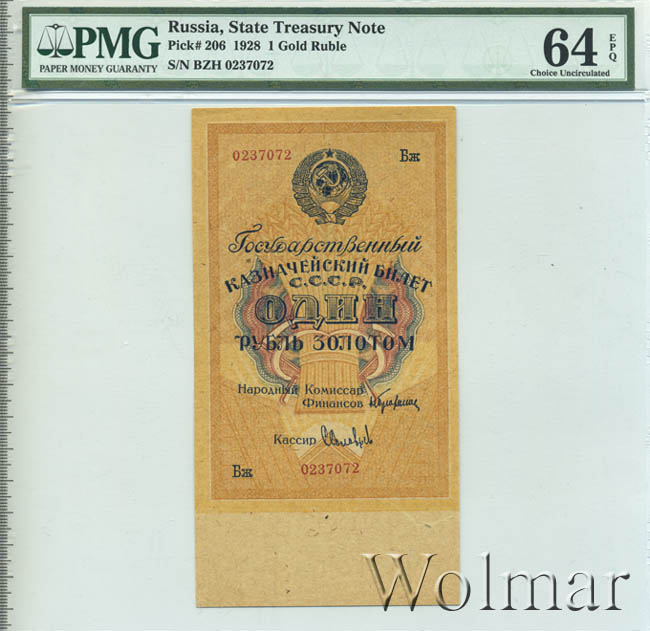 PMG
PAPER MONEY GUARANTY
Russia, State Treasury Note
Pick# 206 1928 1 Gold Ruble
S/N BZH 0237072
64 EPQ
Choice Uncirculated
0237072 Бж
Государственный
КАЗНАЧЕЙСКИЙ БИЛЕТ
С.С.С.Р.
ОДИН
РУБЛЬ ЗОЛОТОМ
Народный Комиссар
Финансов
Кассир
Бж 0237072
Wolmar